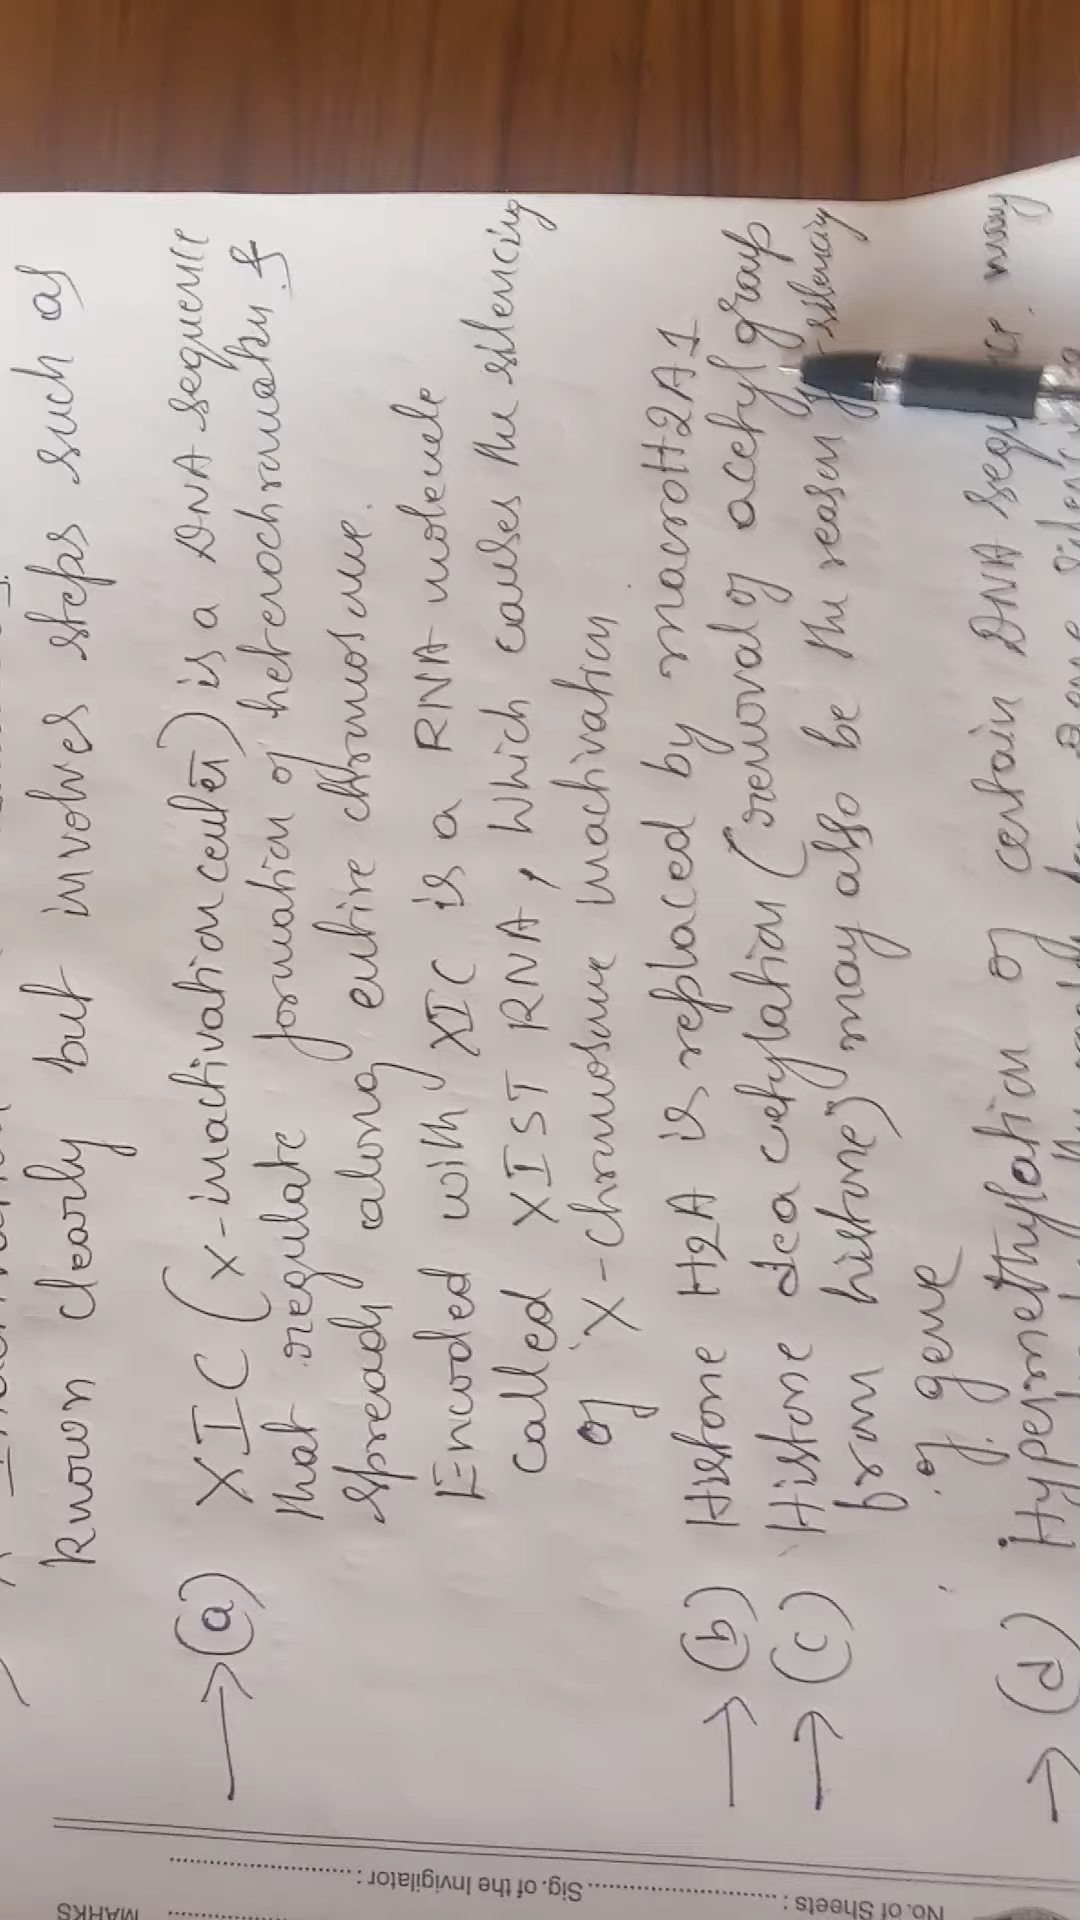 known clearly but involves steps such as
→ (a) XIC (X-inactivation center) is a DNA sequence
that regulate formation of heterochromatin &
spreads along entire chromosome.
Encoded with XIC is a RNA molecule
called XIST RNA, which causes the silencing
of X-chromosome inactivation
→ (b) Histone H2A is replaced by macroH2A1
→ (c) Histone deacetylation (removal of acetyl group
from histone) may also be the reason silencing
of gene
→ (d) Hypermethylation of certain DNA may
No. of Sheets : Sig. of the Invigilator :
MARKS